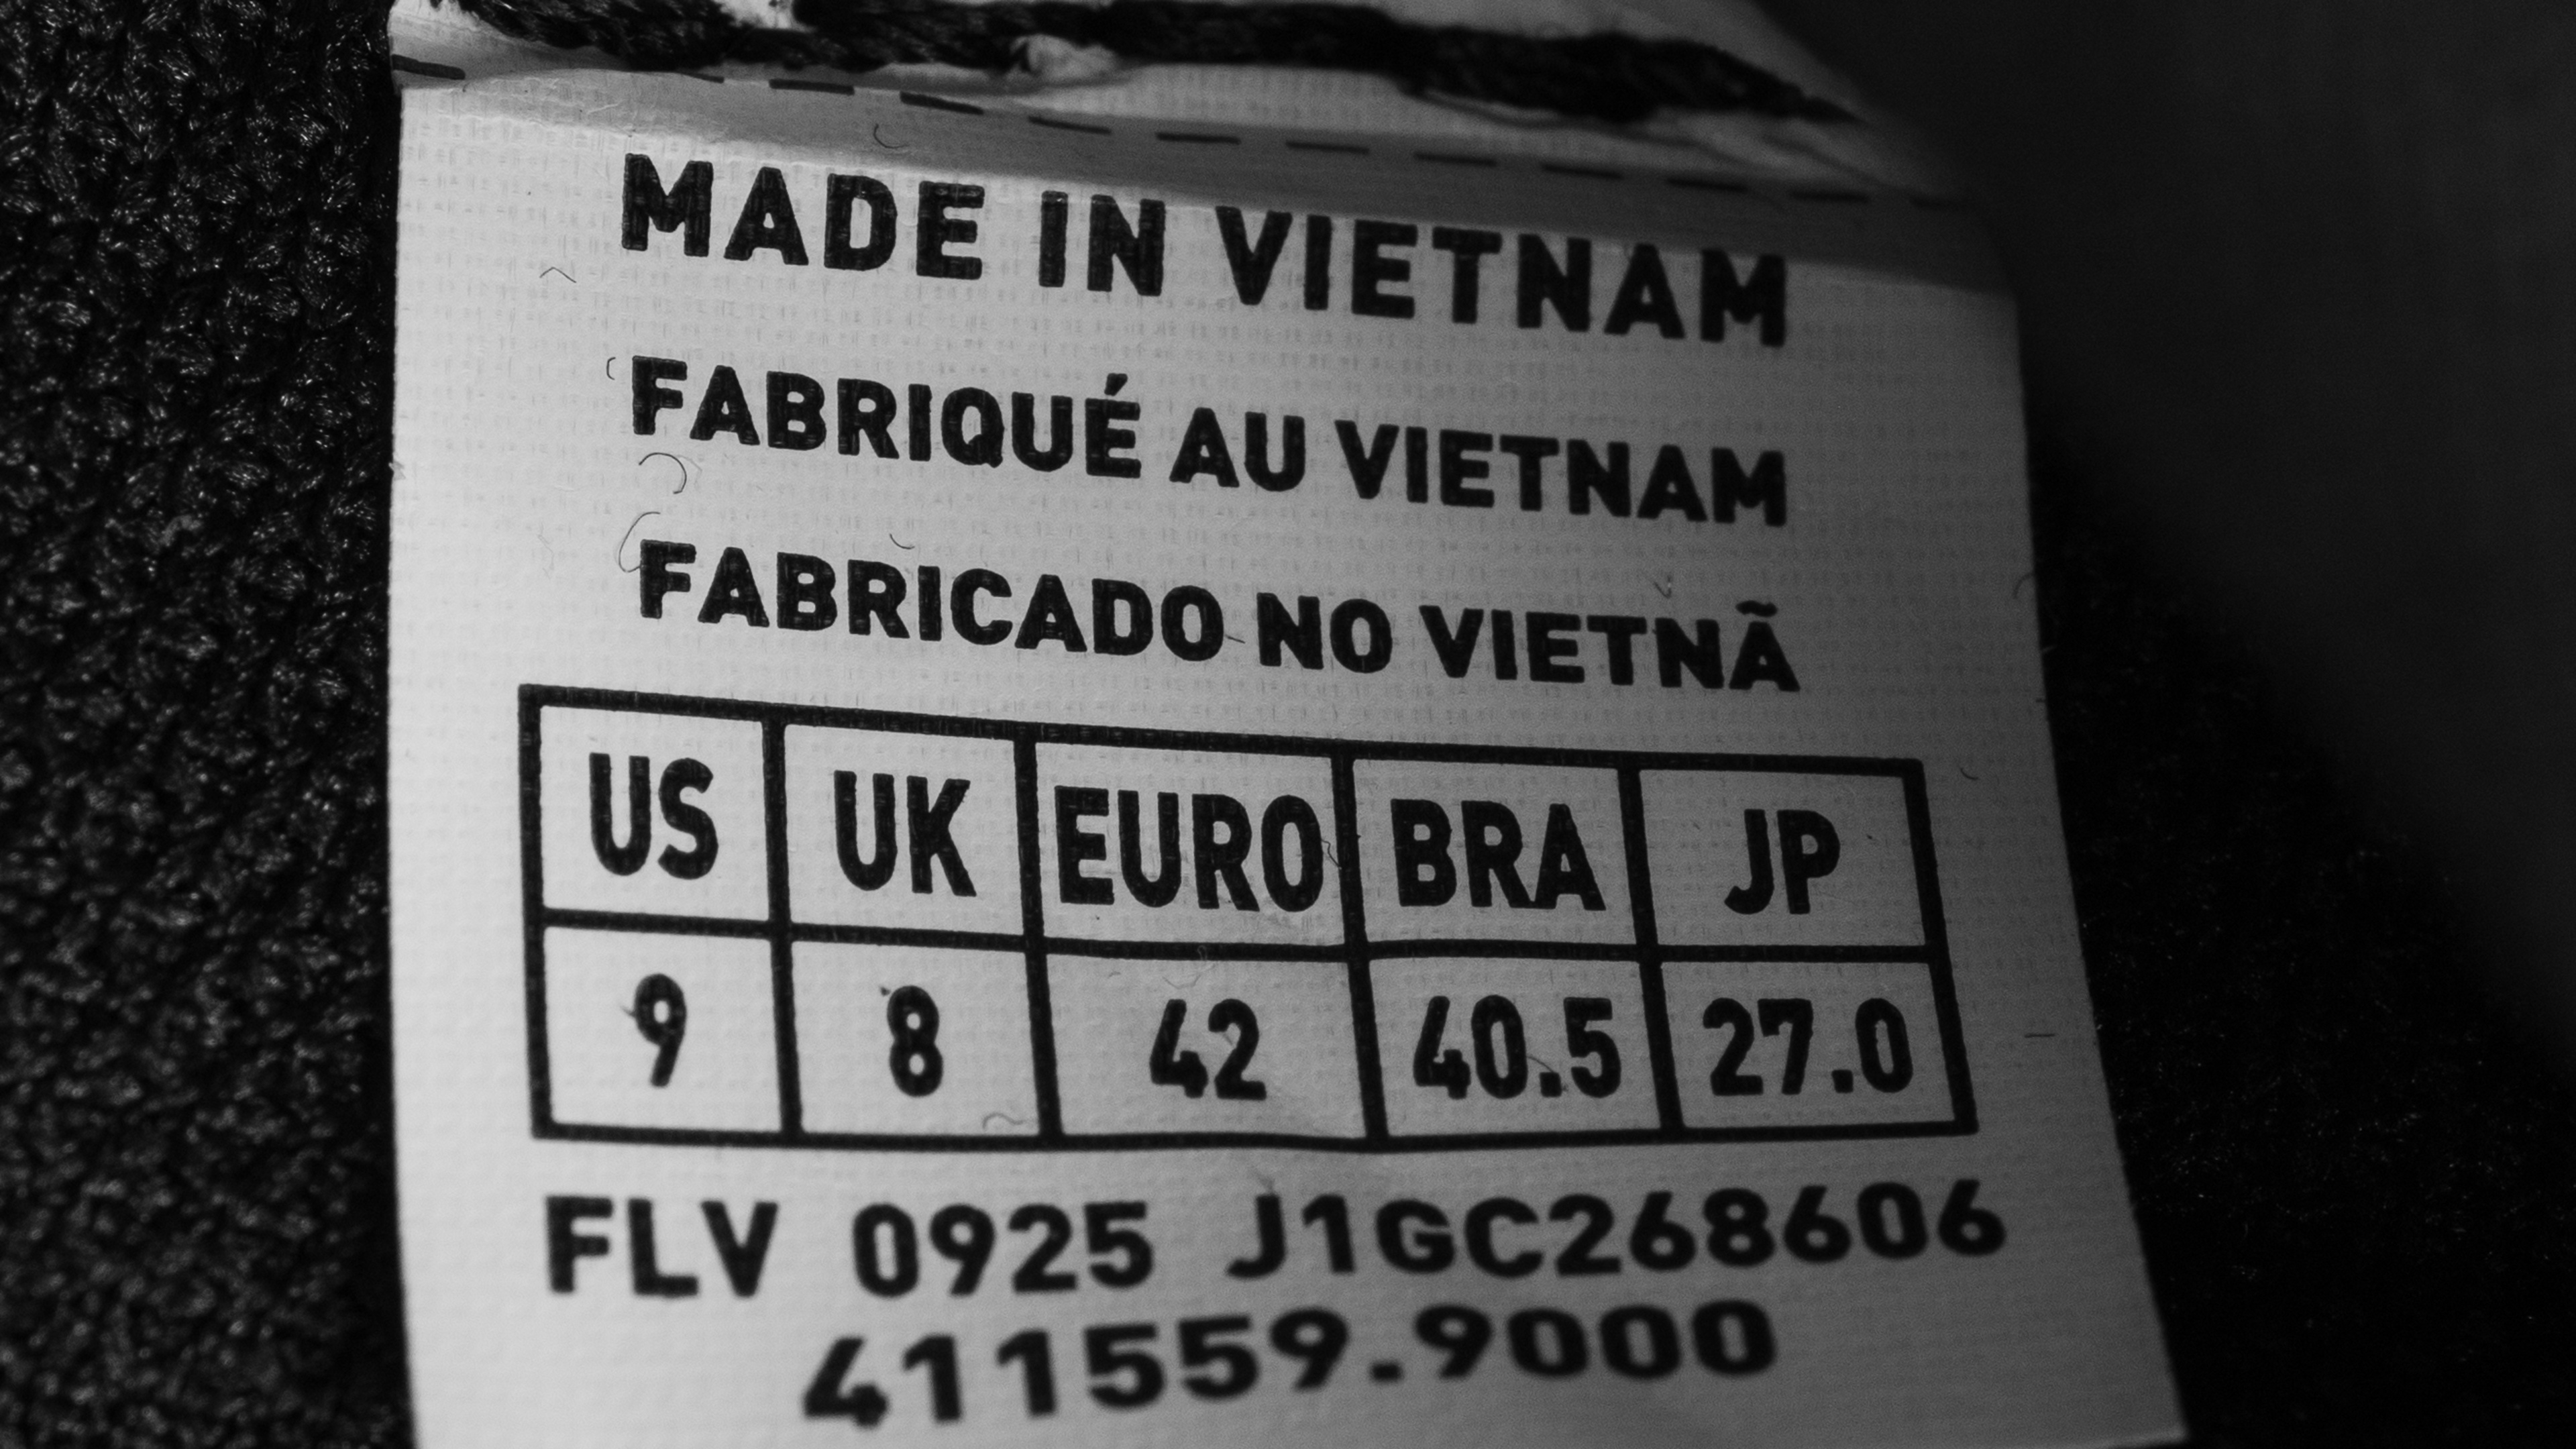 MADE IN VIETNAM
FABRIQUÉ AU VIETNAM
FABRICADO NO VIETNÃ
US UK EURO BRA JP
9 8 42 40.5 27.0
FLV 0925 J1GC268606
411559.9000